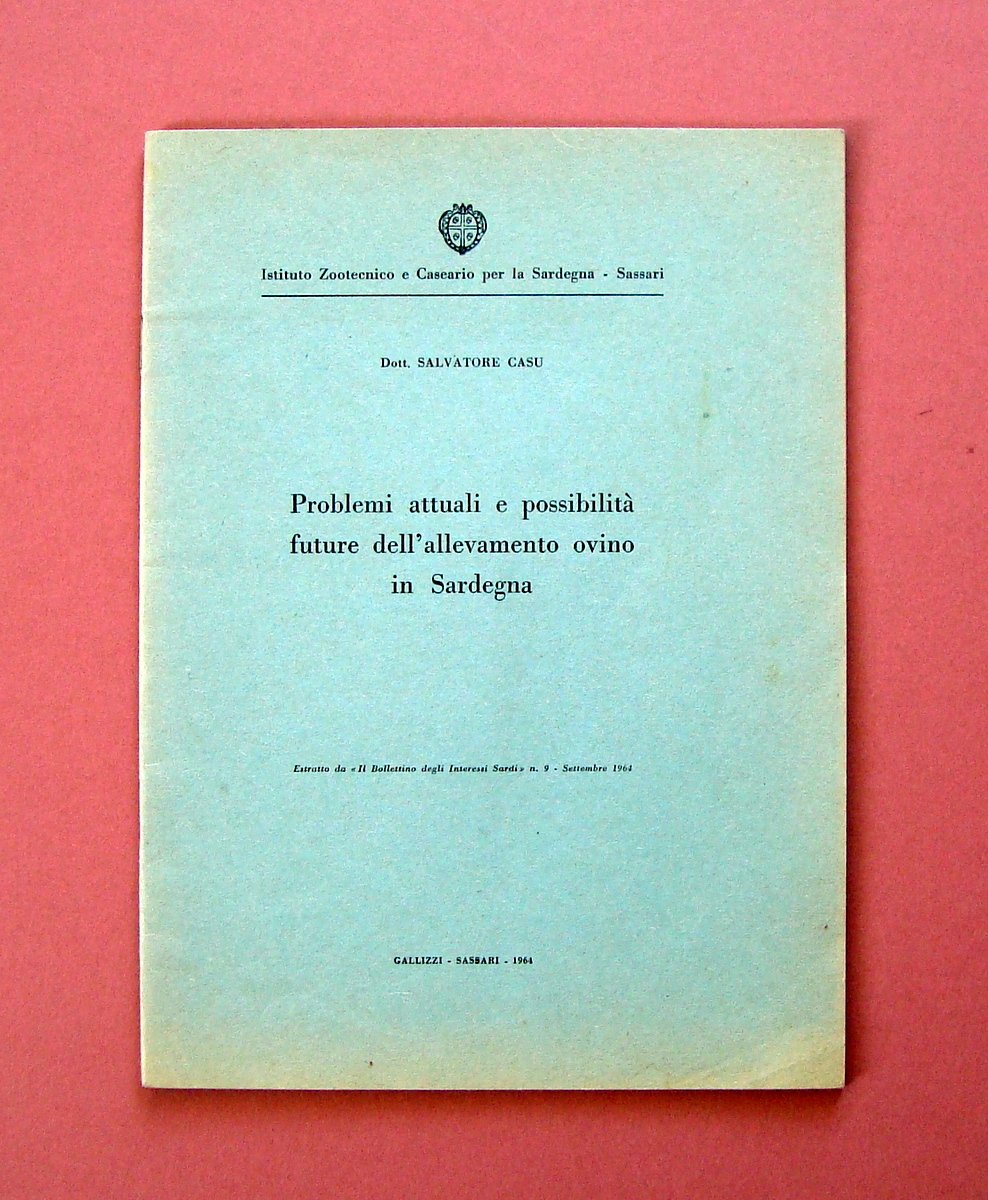 Istituto Zootecnico e Caseario per la Sardegna - Sassari
Dott. SALVATORE CASU
Problemi attuali e possibilità
future dell'allevamento ovino
in Sardegna
Estratto da «Il Bollettino degli Interessi Sardi» n. 9 - Settembre 1964
GALLIZZI - SASSARI - 1964